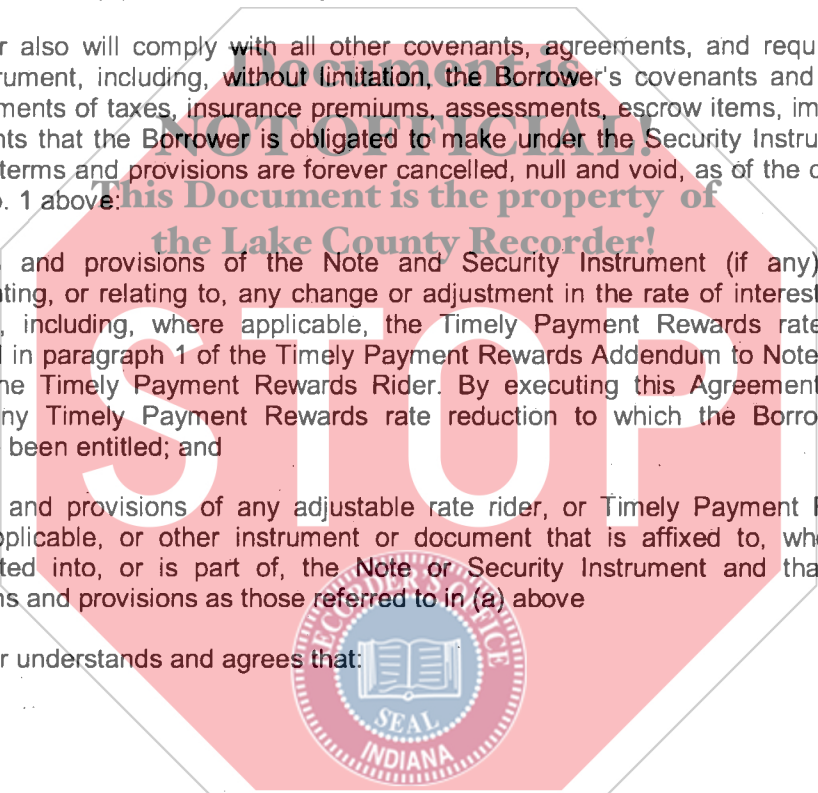 r also will comply with all other covenants, agreements, and requ
rument, including, without limitation, the Borrower's covenants and
ments of taxes, insurance premiums, assessments, escrow items, im
nts that the Borrower is obligated to make under the Security Instru
terms and provisions are forever cancelled, null and void, as of the
. 1 above:
and provisions of the Note and Security Instrument (if any)
ting, or relating to, any change or adjustment in the rate of interest
, including, where applicable, the Timely Payment Rewards rate
d in paragraph 1 of the Timely Payment Rewards Addendum to Note
he Timely Payment Rewards Rider. By executing this Agreement
ny Timely Payment Rewards rate reduction to which the Borro
been entitled; and
and provisions of any adjustable rate rider, or Timely Payment
plicable, or other instrument or document that is affixed to, wh
ted into, or is part of, the Note or Security Instrument and tha
ns and provisions as those referred to in (a) above
r understands and agrees that:
Document is
NOT OFFICIAL!
This Document is the property of
the Lake County Recorder!
STOP
RECORDER'S OFFICE
SEAL
INDIANA